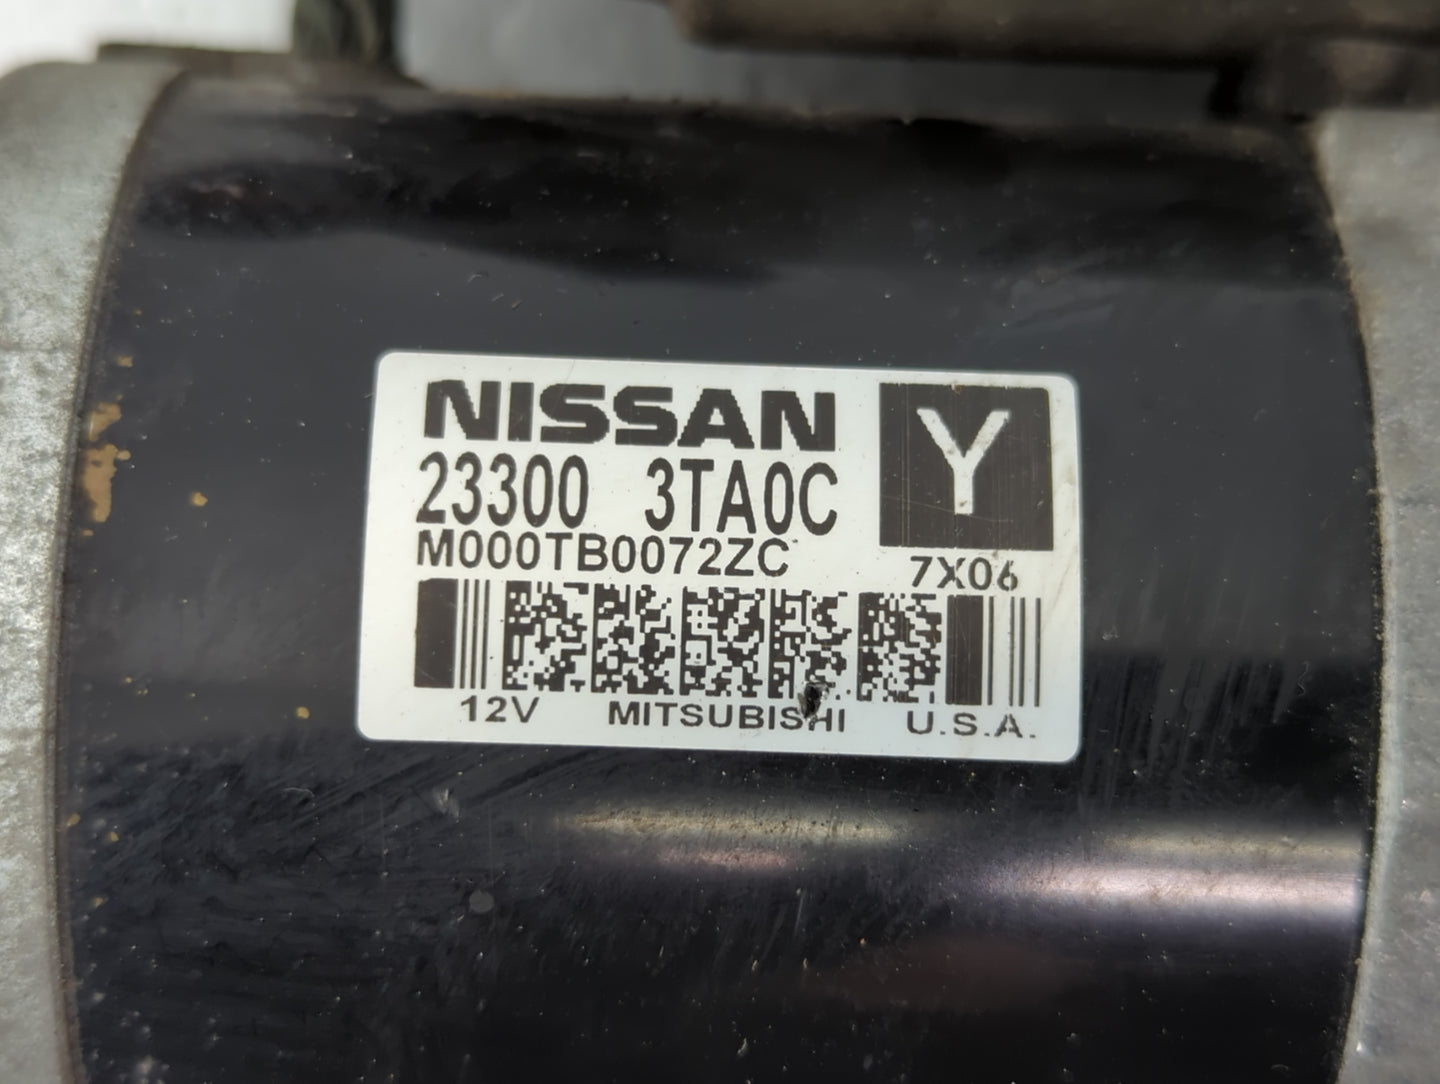 NISSAN Y
23300 3TA0C
M000TB0072ZC 7X06
12V MITSUBISHI U.S.A.